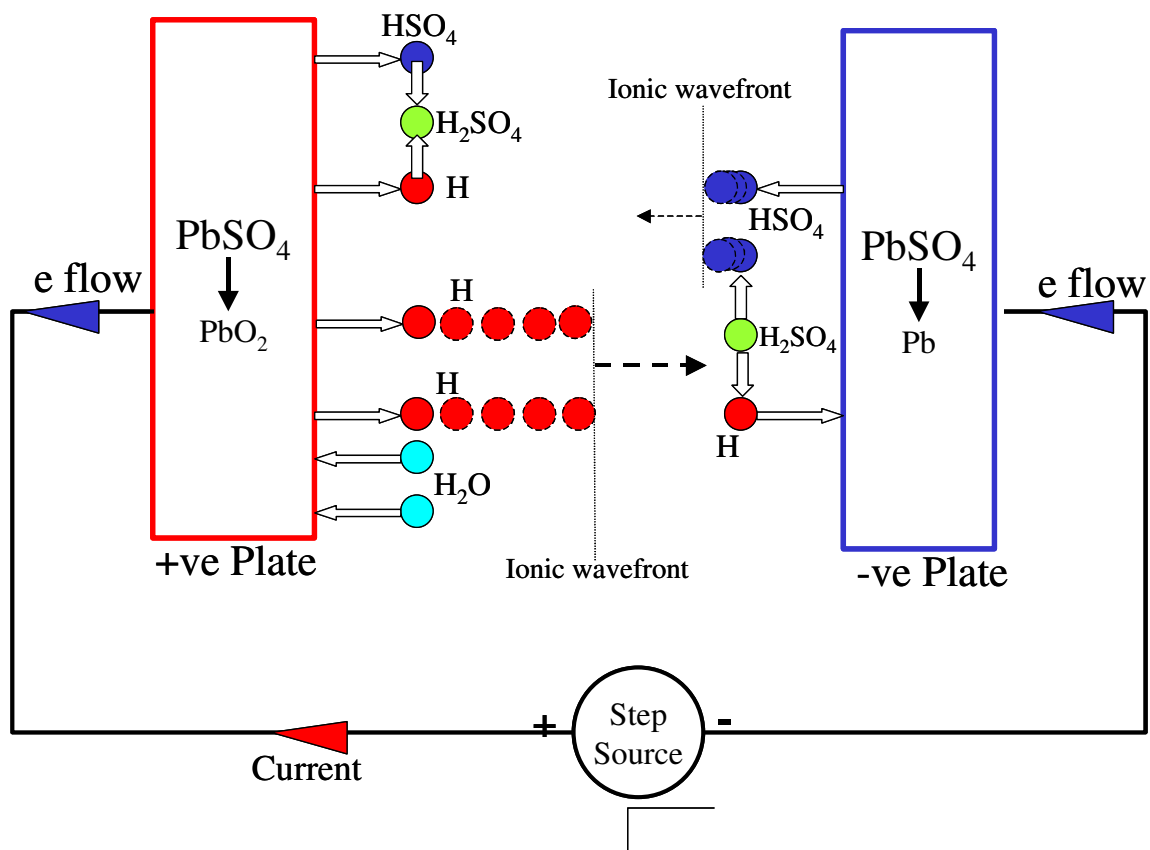 HSO₄
Ionic wavefront
H₂SO₄
H
HSO₄
PbSO₄
PbO₂
PbSO₄
Pb
e flow
e flow
H
H₂SO₄
H
H
H₂O
+ve Plate
Ionic wavefront
-ve Plate
+
Step
Source
-
Current